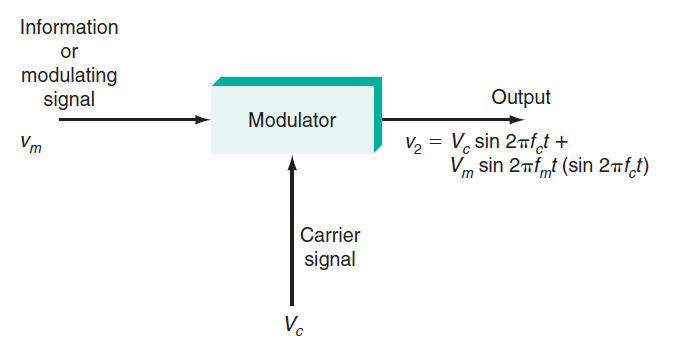 Information
or
modulating
signal
v_m
Modulator
Output
v_2 = V_c sin 2πf_ct +
V_m sin 2πf_mt (sin 2πf_ct)
Carrier
signal
V_c